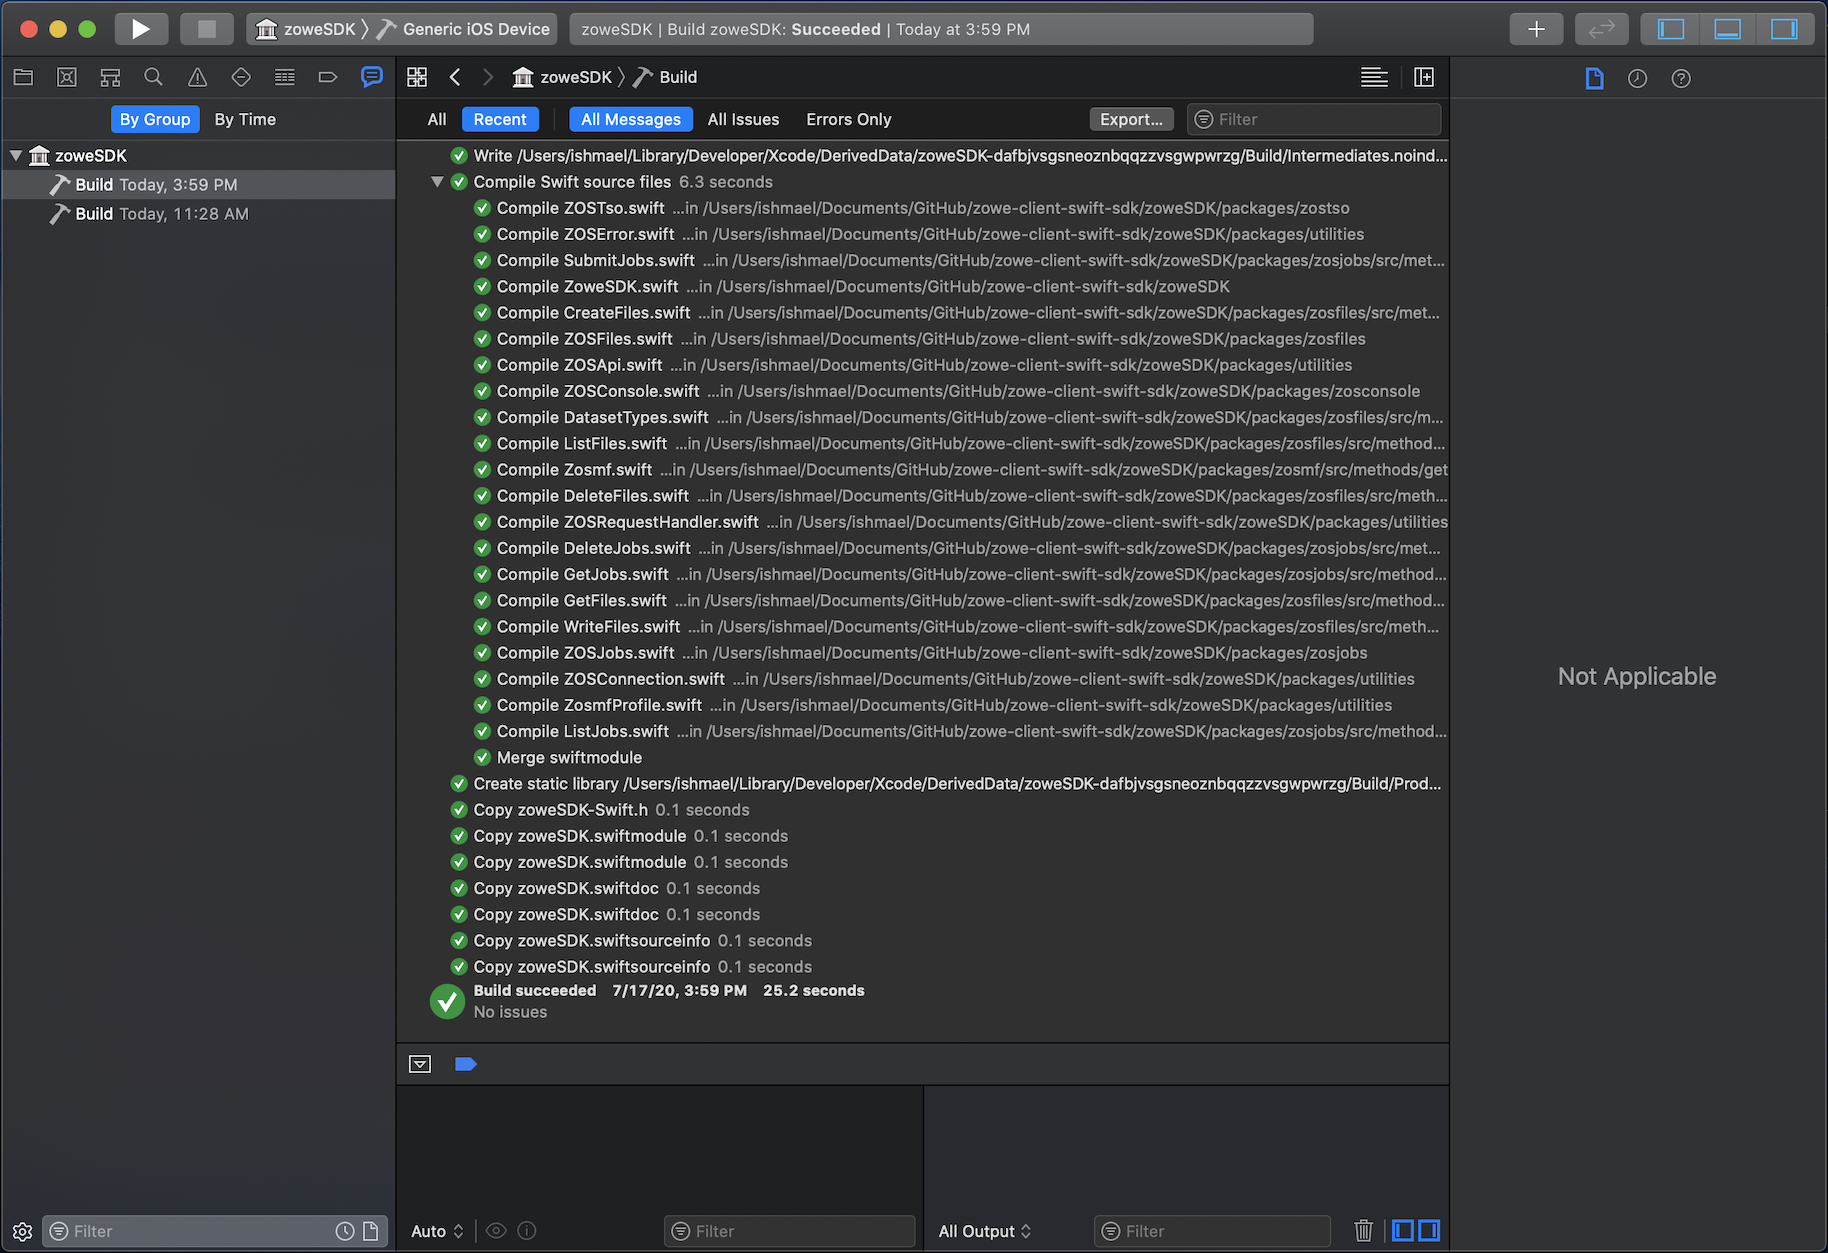 zoweSDK 〉 Generic iOS Device
zoweSDK | Build zoweSDK: Succeeded | Today at 3:59 PM
zoweSDK 〉 Build
By Group By Time
All Recent All Messages All Issues Errors Only Export... Filter
zoweSDK
Build Today, 3:59 PM
Build Today, 11:28 AM
Write /Users/ishmael/Library/Developer/Xcode/DerivedData/zoweSDK-dafbjvsgsneoznbqqzzvsgwpwrzg/Build/Intermediates.noind...
Compile Swift source files 6.3 seconds
Compile ZOSTso.swift ...in /Users/ishmael/Documents/GitHub/zowe-client-swift-sdk/zoweSDK/packages/zostso
Compile ZOSError.swift ...in /Users/ishmael/Documents/GitHub/zowe-client-swift-sdk/zoweSDK/packages/utilities
Compile SubmitJobs.swift ...in /Users/ishmael/Documents/GitHub/zowe-client-swift-sdk/zoweSDK/packages/zosjobs/src/met...
Compile ZoweSDK.swift ...in /Users/ishmael/Documents/GitHub/zowe-client-swift-sdk/zoweSDK
Compile CreateFiles.swift ...in /Users/ishmael/Documents/GitHub/zowe-client-swift-sdk/zoweSDK/packages/zosfiles/src/met...
Compile ZOSFiles.swift ...in /Users/ishmael/Documents/GitHub/zowe-client-swift-sdk/zoweSDK/packages/zosfiles
Compile ZOSApi.swift ...in /Users/ishmael/Documents/GitHub/zowe-client-swift-sdk/zoweSDK/packages/utilities
Compile ZOSConsole.swift ...in /Users/ishmael/Documents/GitHub/zowe-client-swift-sdk/zoweSDK/packages/zosconsole
Compile DatasetTypes.swift ...in /Users/ishmael/Documents/GitHub/zowe-client-swift-sdk/zoweSDK/packages/zosfiles/src/m...
Compile ListFiles.swift ...in /Users/ishmael/Documents/GitHub/zowe-client-swift-sdk/zoweSDK/packages/zosfiles/src/method...
Compile Zosmf.swift ...in /Users/ishmael/Documents/GitHub/zowe-client-swift-sdk/zoweSDK/packages/zosmf/src/methods/get
Compile DeleteFiles.swift ...in /Users/ishmael/Documents/GitHub/zowe-client-swift-sdk/zoweSDK/packages/zosfiles/src/meth...
Compile ZOSRequestHandler.swift ...in /Users/ishmael/Documents/GitHub/zowe-client-swift-sdk/zoweSDK/packages/utilities
Compile DeleteJobs.swift ...in /Users/ishmael/Documents/GitHub/zowe-client-swift-sdk/zoweSDK/packages/zosjobs/src/met...
Compile GetJobs.swift ...in /Users/ishmael/Documents/GitHub/zowe-client-swift-sdk/zoweSDK/packages/zosjobs/src/method...
Compile GetFiles.swift ...in /Users/ishmael/Documents/GitHub/zowe-client-swift-sdk/zoweSDK/packages/zosfiles/src/method...
Compile WriteFiles.swift ...in /Users/ishmael/Documents/GitHub/zowe-client-swift-sdk/zoweSDK/packages/zosfiles/src/meth...
Compile ZOSJobs.swift ...in /Users/ishmael/Documents/GitHub/zowe-client-swift-sdk/zoweSDK/packages/zosjobs
Compile ZOSConnection.swift ...in /Users/ishmael/Documents/GitHub/zowe-client-swift-sdk/zoweSDK/packages/utilities
Compile ZosmfProfile.swift ...in /Users/ishmael/Documents/GitHub/zowe-client-swift-sdk/zoweSDK/packages/utilities
Compile ListJobs.swift ...in /Users/ishmael/Documents/GitHub/zowe-client-swift-sdk/zoweSDK/packages/zosjobs/src/method...
Merge swiftmodule
Create static library /Users/ishmael/Library/Developer/Xcode/DerivedData/zoweSDK-dafbjvsgsneoznbqqzzvsgwpwrzg/Build/Prod...
Copy zoweSDK-Swift.h 0.1 seconds
Copy zoweSDK.swiftmodule 0.1 seconds
Copy zoweSDK.swiftmodule 0.1 seconds
Copy zoweSDK.swiftdoc 0.1 seconds
Copy zoweSDK.swiftdoc 0.1 seconds
Copy zoweSDK.swiftsourceinfo 0.1 seconds
Copy zoweSDK.swiftsourceinfo 0.1 seconds
Build succeeded 7/17/20, 3:59 PM 25.2 seconds
No issues
Not Applicable
Filter
Auto Filter
All Output Filter